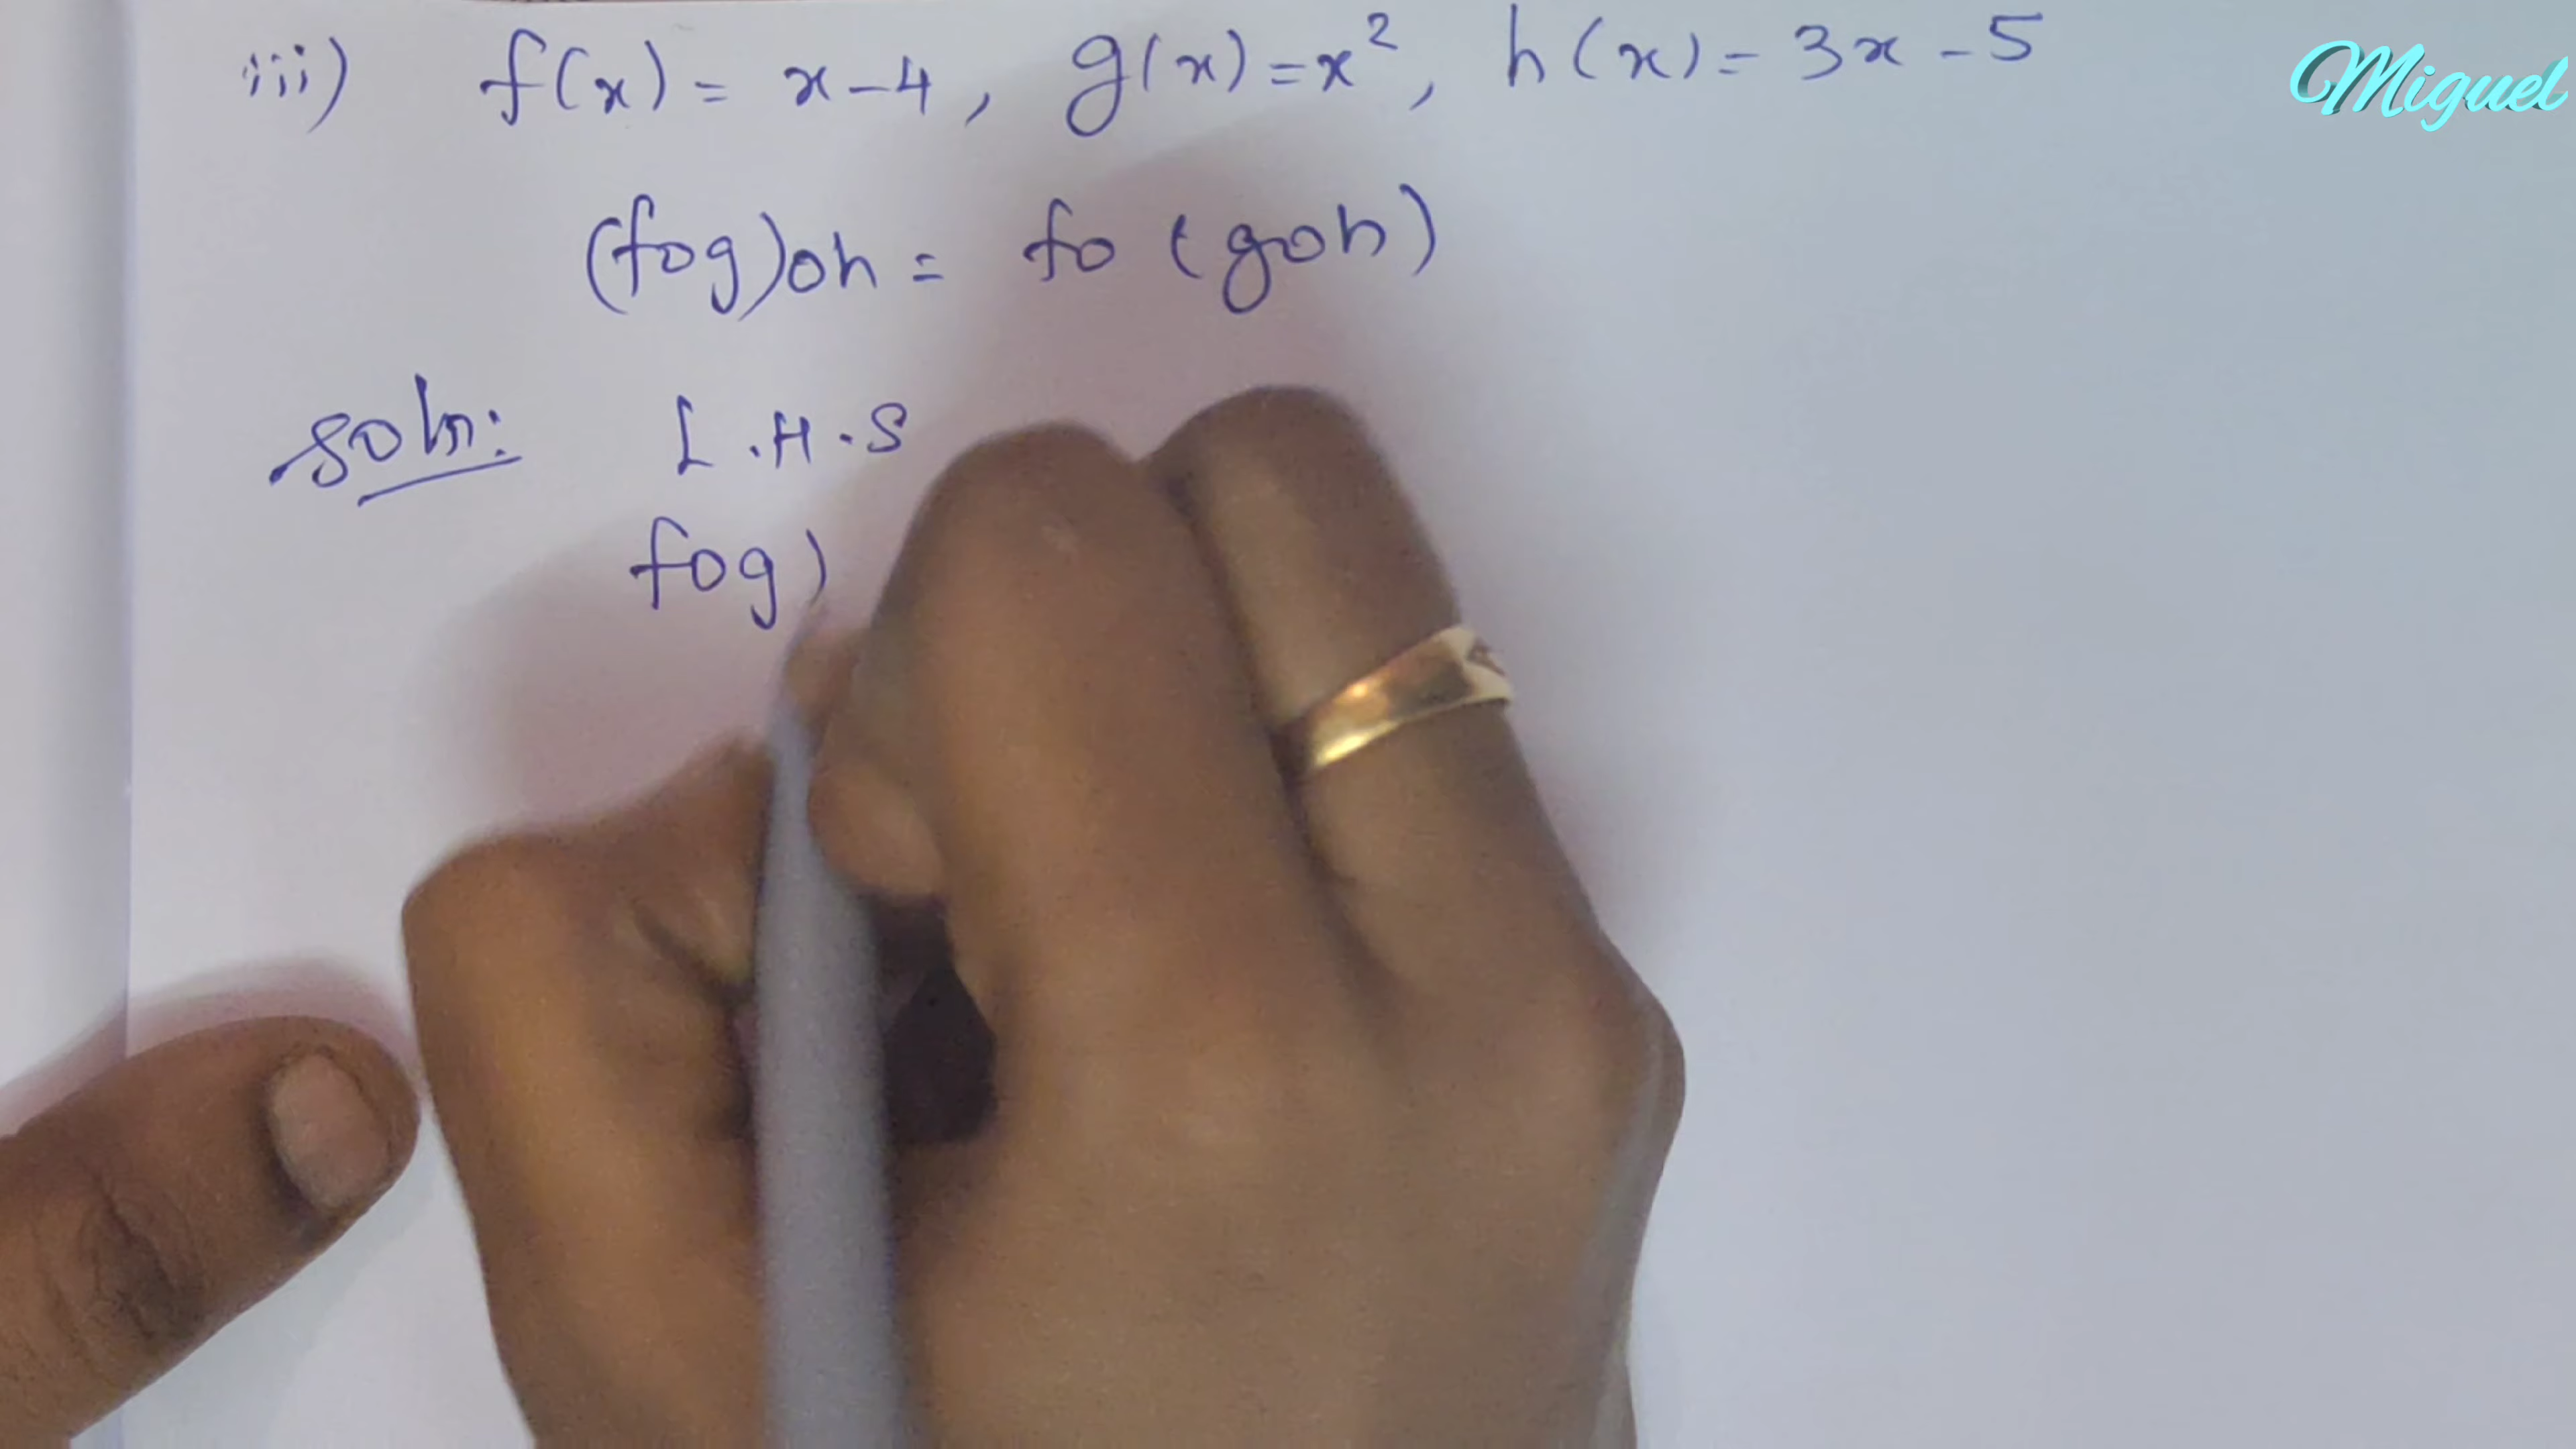 iii) f(x) = x-4, g(x) = x², h(x) = 3x-5
Miguel
(fog)oh = fo (goh)
soln: L.H.S
fog)